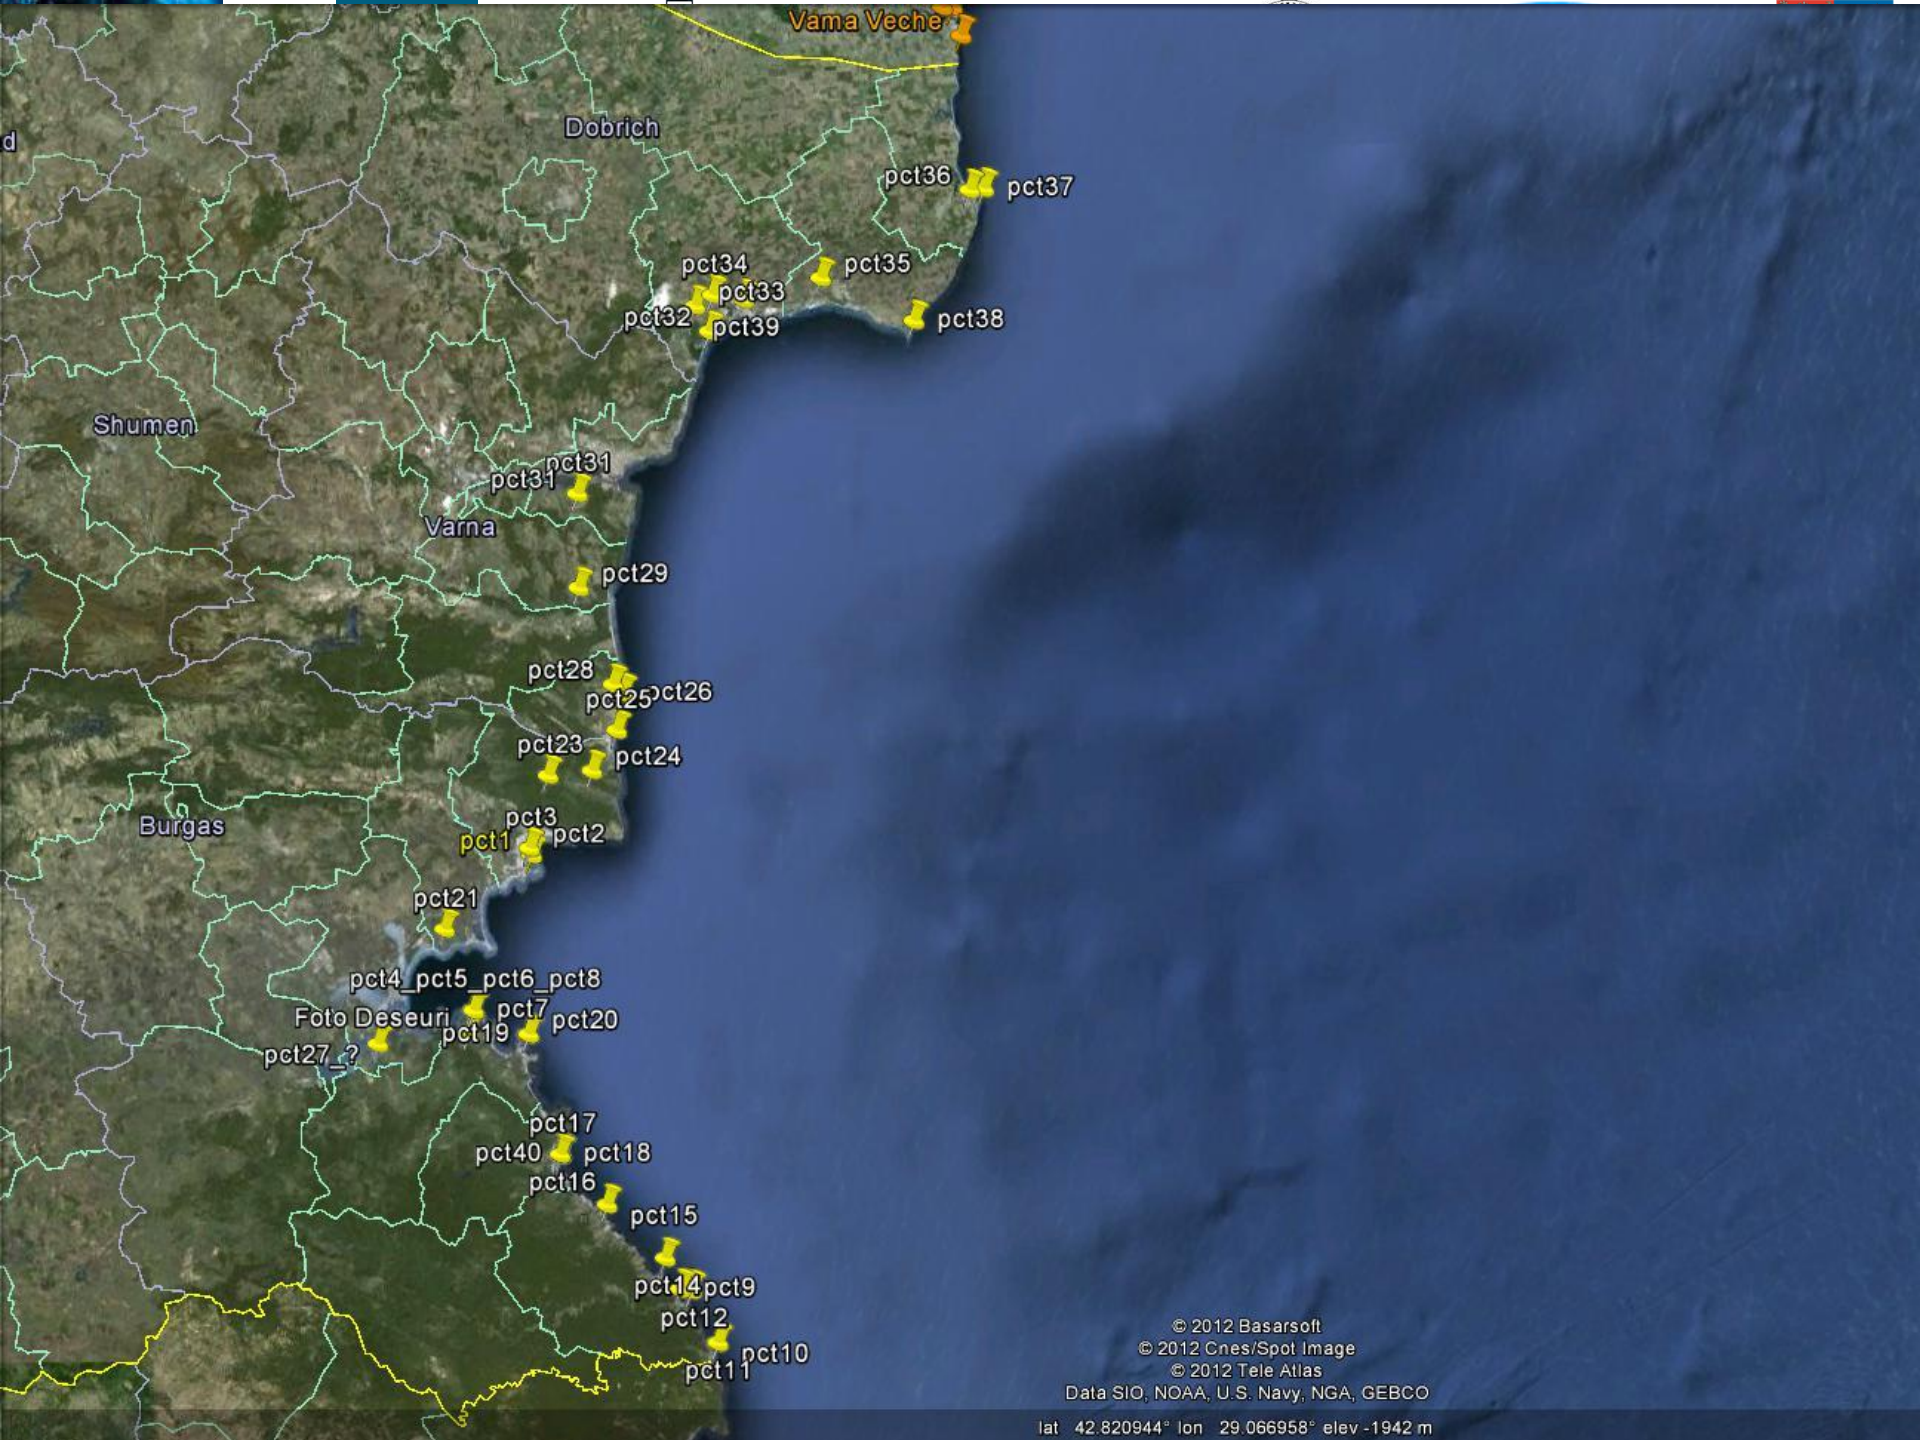 Vama Veche
Dobrich
d
pct36
pct37
pct34
pct35
pct33
pct32
pct39
pct38
Shumen
pct31
pct31
Varna
pct29
pct28
pct26
pct25
pct23
pct24
pct3
Burgas
pct1
pct2
pct21
pct4_pct5_pct6_pct8
Foto Deseuri
pct7
pct20
pct19
pct27_?
pct17
pct40
pct18
pct16
pct15
pct14
pct9
pct12
pct10
pct11
© 2012 Basarsoft
© 2012 Cnes/Spot Image
© 2012 Tele Atlas
Data SIO, NOAA, U.S. Navy, NGA, GEBCO
lat 42.820944° lon 29.066958° elev -1942 m